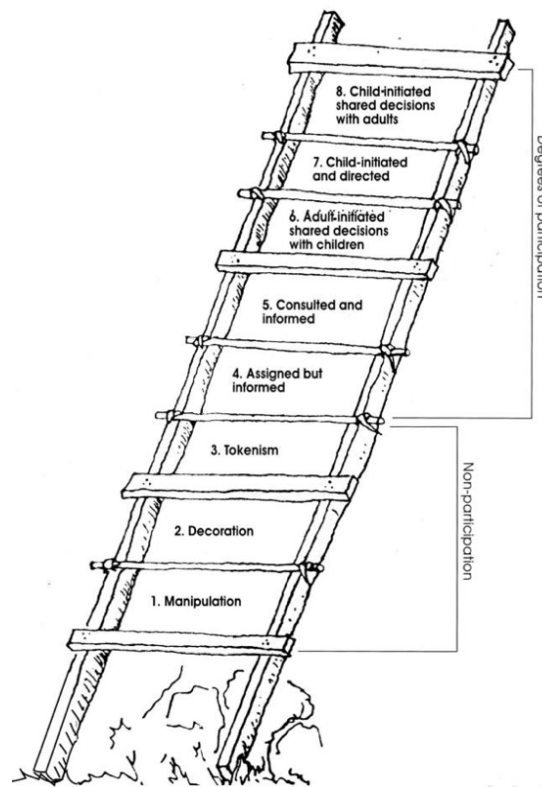 8. Child-initiated
shared decisions
with adults
7. Child-initiated
and directed
6. Adult-initiated
shared decisions
with children
5. Consulted and
informed
4. Assigned but
informed
3. Tokenism
2. Decoration
1. Manipulation
Degrees of participation
Non-participation